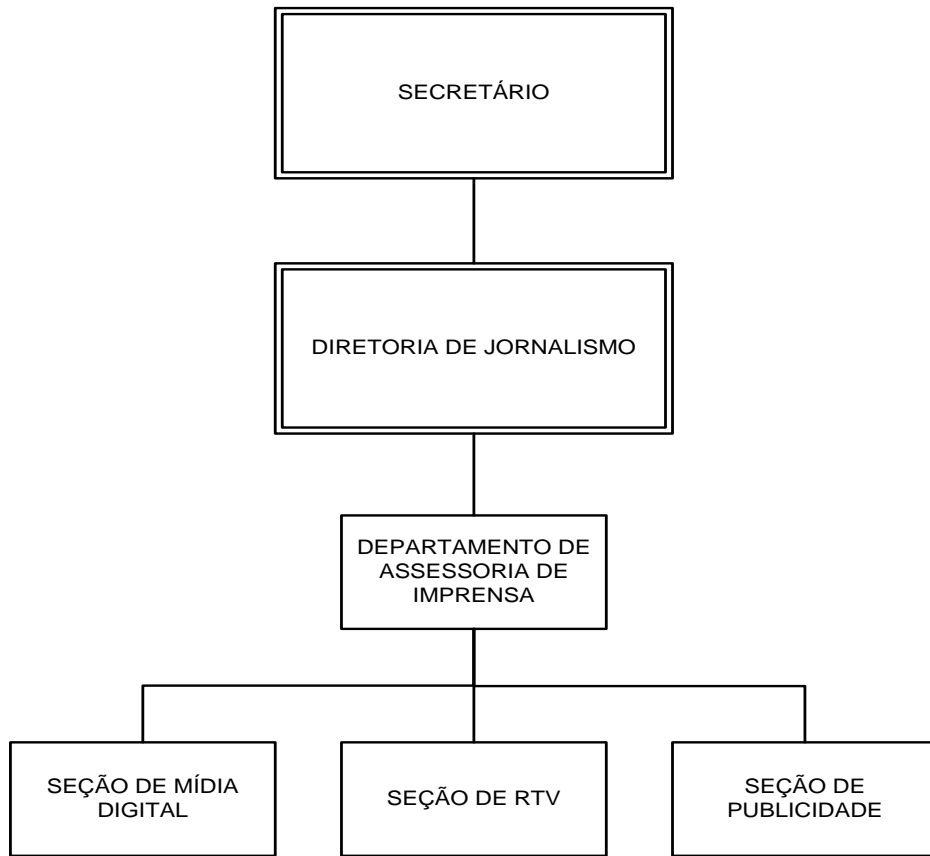 SECRETÁRIO
DIRETORIA DE JORNALISMO
DEPARTAMENTO DE
ASSESSORIA DE
IMPRENSA
SEÇÃO DE MÍDIA
DIGITAL
SEÇÃO DE RTV
SEÇÃO DE
PUBLICIDADE